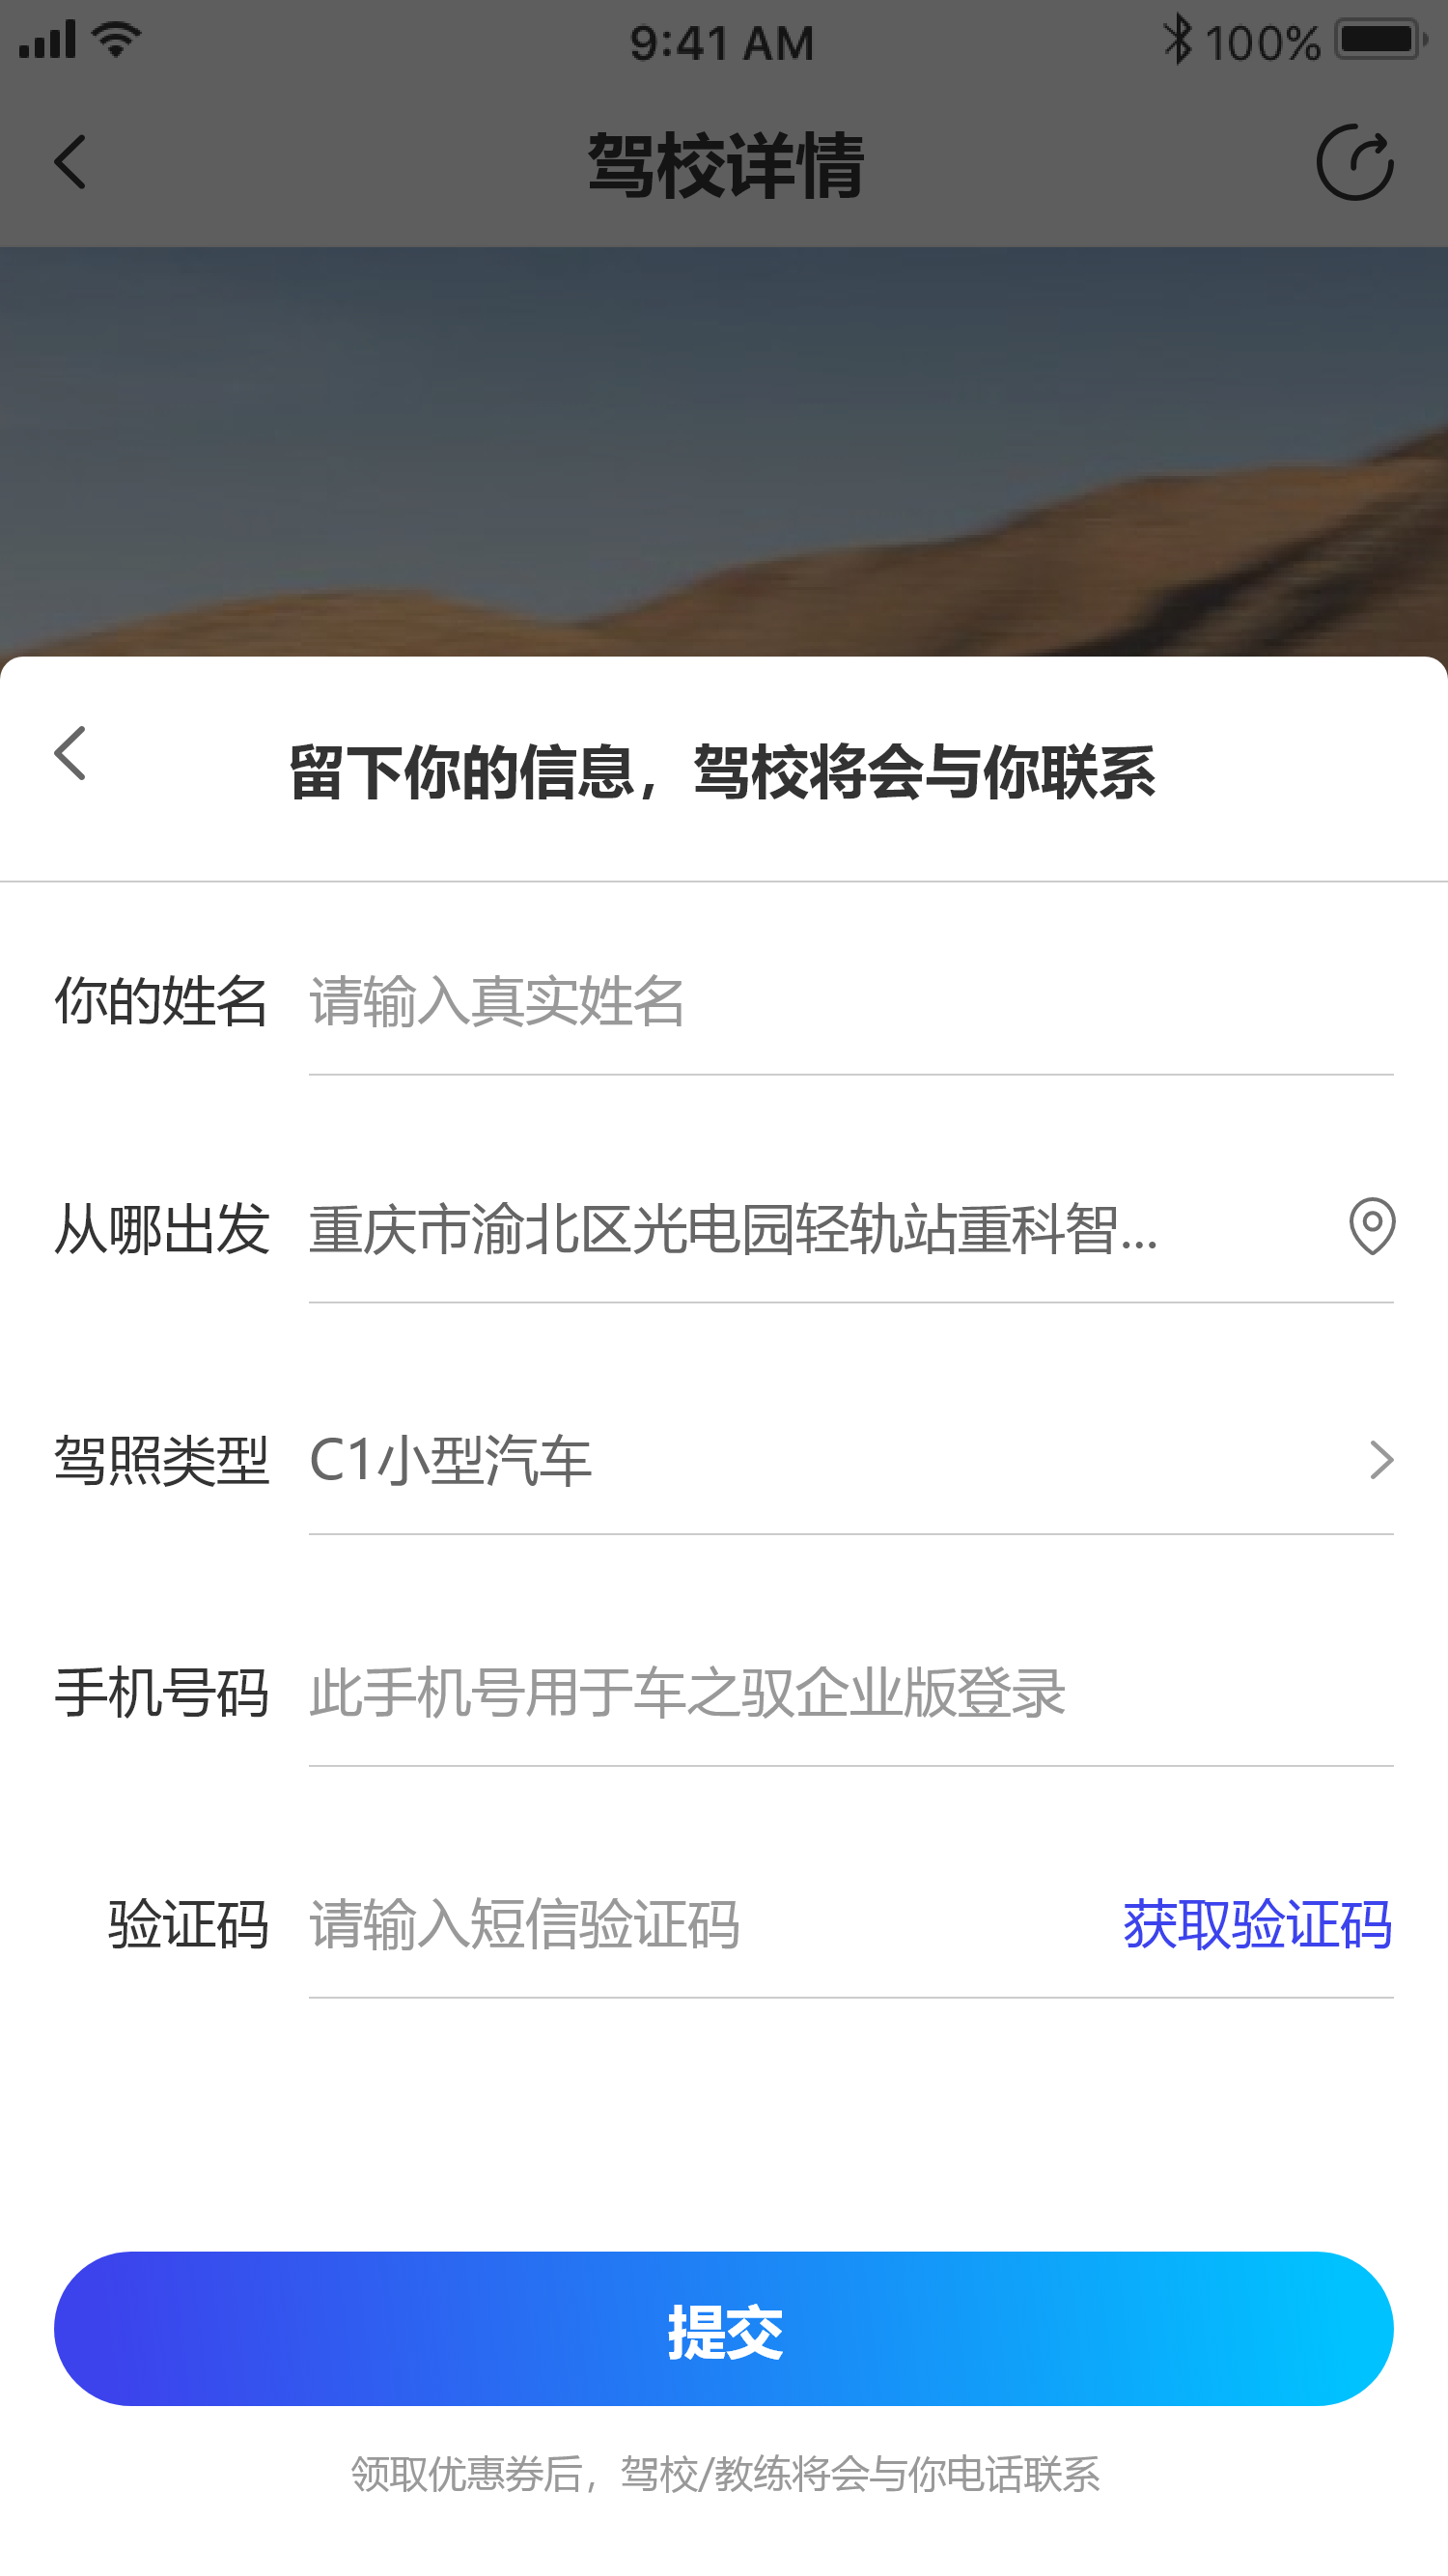 9:41 AM
100%
驾校详情
留下你的信息，驾校将会与你联系
你的姓名 请输入真实姓名
从哪出发 重庆市渝北区光电园轻轨站重科智...
驾照类型 C1小型汽车
手机号码 此手机号用于车之驭企业版登录
验证码 请输入短信验证码 获取验证码
提交
领取优惠券后，驾校/教练将会与你电话联系